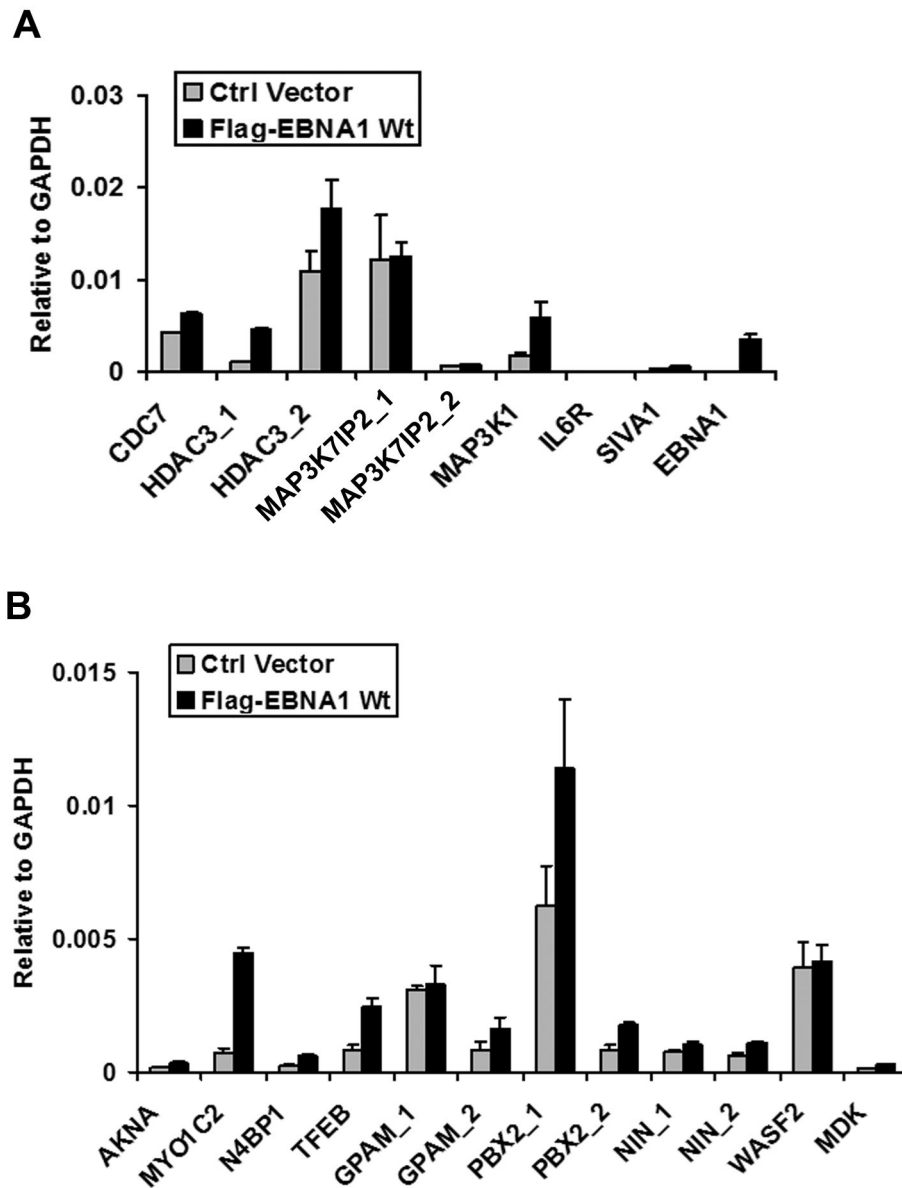 A
Ctrl Vector
Flag-EBNA1 Wt
Relative to GAPDH
0.03
0.02
0.01
0
CDC7
HDAC3_1
HDAC3_2
MAP3K7IP2_1
MAP3K7IP2_2
MAP3K1
IL6R
SIVA1
EBNA1
B
Ctrl Vector
Flag-EBNA1 Wt
Relative to GAPDH
0.015
0.01
0.005
0
AKNA
MYO1C2
N4BP1
TFEB
GPAM_1
GPAM_2
PBX2_1
PBX2_2
NIN_1
NIN_2
WASF2
MDK